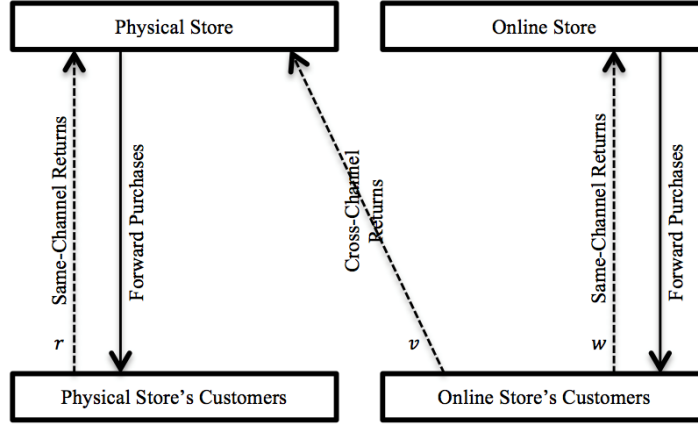 Physical Store
Online Store
Same-Channel Returns
Forward Purchases
Cross-Channel
Returns
Same-Channel Returns
Forward Purchases
r
v
w
Physical Store's Customers
Online Store's Customers